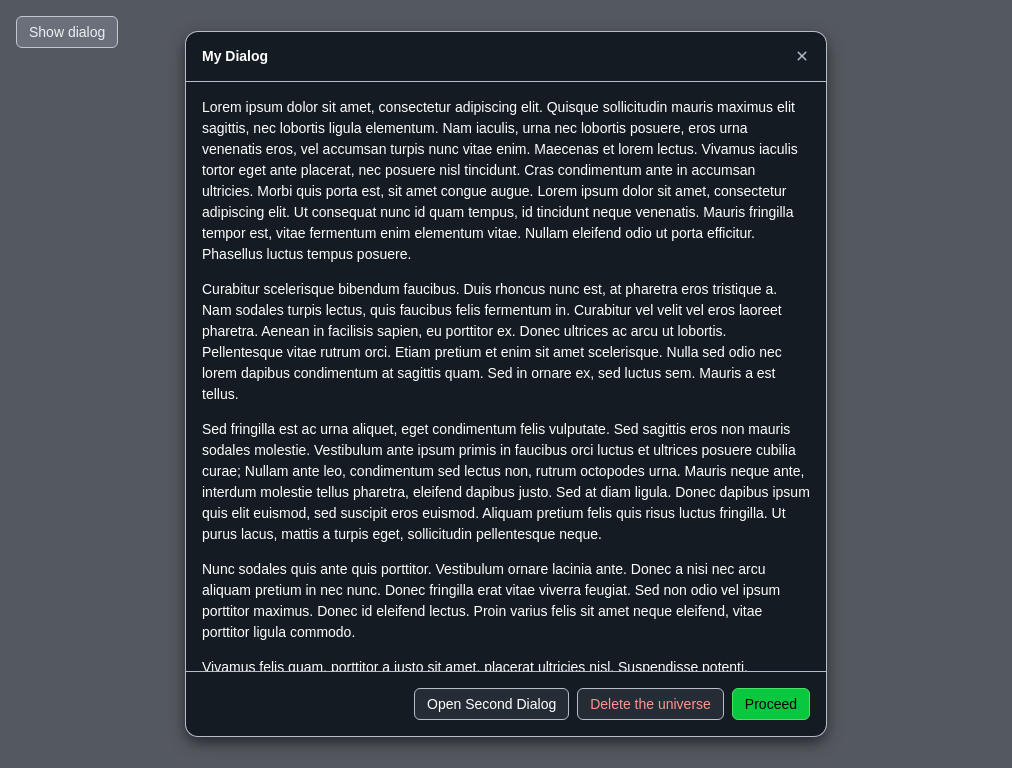 Show dialog
My Dialog
Lorem ipsum dolor sit amet, consectetur adipiscing elit. Quisque sollicitudin mauris maximus elit
sagittis, nec lobortis ligula elementum. Nam iaculis, urna nec lobortis posuere, eros urna
venenatis eros, vel accumsan turpis nunc vitae enim. Maecenas et lorem lectus. Vivamus iaculis
tortor eget ante placerat, nec posuere nisl tincidunt. Cras condimentum ante in accumsan
ultricies. Morbi quis porta est, sit amet congue augue. Lorem ipsum dolor sit amet, consectetur
adipiscing elit. Ut consequat nunc id quam tempus, id tincidunt neque venenatis. Mauris fringilla
tempor est, vitae fermentum enim elementum vitae. Nullam eleifend odio ut porta efficitur.
Phasellus luctus tempus posuere.
Curabitur scelerisque bibendum faucibus. Duis rhoncus nunc est, at pharetra eros tristique a.
Nam sodales turpis lectus, quis faucibus felis fermentum in. Curabitur vel velit vel eros laoreet
pharetra. Aenean in facilisis sapien, eu porttitor ex. Donec ultrices ac arcu ut lobortis.
Pellentesque vitae rutrum orci. Etiam pretium et enim sit amet scelerisque. Nulla sed odio nec
lorem dapibus condimentum at sagittis quam. Sed in ornare ex, sed luctus sem. Mauris a est
tellus.
Sed fringilla est ac urna aliquet, eget condimentum felis vulputate. Sed sagittis eros non mauris
sodales molestie. Vestibulum ante ipsum primis in faucibus orci luctus et ultrices posuere cubilia
curae; Nullam ante leo, condimentum sed lectus non, rutrum octopodes urna. Mauris neque ante,
interdum molestie tellus pharetra, eleifend dapibus justo. Sed at diam ligula. Donec dapibus ipsum
quis elit euismod, sed suscipit eros euismod. Aliquam pretium felis quis risus luctus fringilla. Ut
purus lacus, mattis a turpis eget, sollicitudin pellentesque neque.
Nunc sodales quis ante quis porttitor. Vestibulum ornare lacinia ante. Donec a nisi nec arcu
aliquam pretium in nec nunc. Donec fringilla erat vitae viverra feugiat. Sed non odio vel ipsum
porttitor maximus. Donec id eleifend lectus. Proin varius felis sit amet neque eleifend, vitae
porttitor ligula commodo.
Vivamus felis quam, porttitor a justo sit amet, placerat ultricies nisl. Suspendisse potenti.
Open Second Dialog
Delete the universe
Proceed